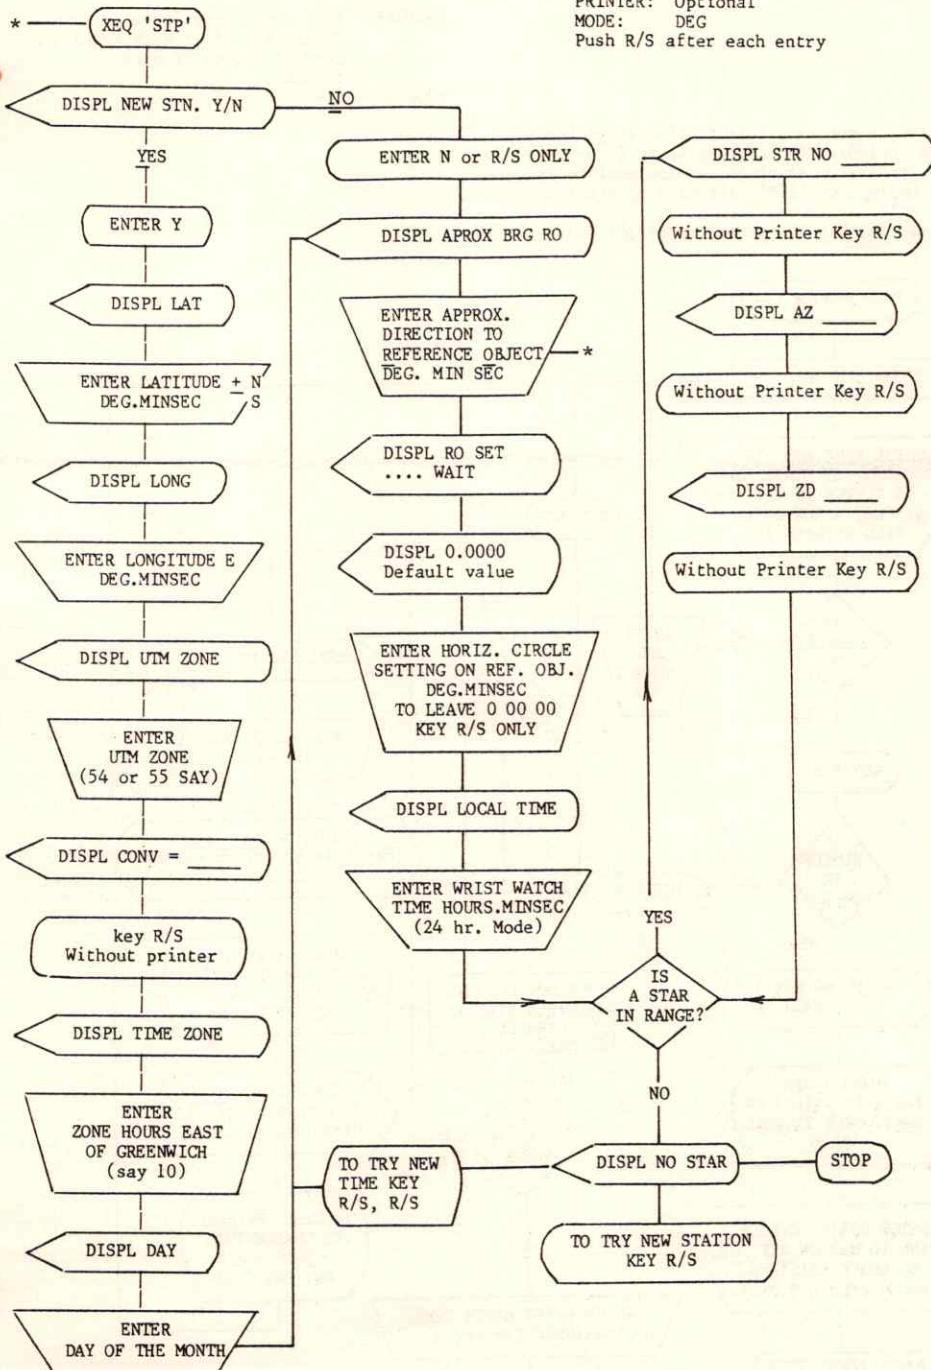 PRINTER: Optional
MODE: DEG
Push R/S after each entry
*
XEQ 'STP'
DISPL NEW STN. Y/N
NO
YES
ENTER Y
DISPL LAT
ENTER LATITUDE + N
DEG.MINSEC - S
DISPL LONG
ENTER LONGITUDE E
DEG.MINSEC
DISPL UTM ZONE
ENTER
UTM ZONE
(54 or 55 SAY)
DISPL CONV = _____
key R/S
Without printer
DISPL TIME ZONE
ENTER
ZONE HOURS EAST
OF GREENWICH
(say 10)
DISPL DAY
ENTER
DAY OF THE MONTH
ENTER N or R/S ONLY
DISPL APROX BRG RO
ENTER APPROX.
DIRECTION TO
REFERENCE OBJECT
DEG. MIN SEC
*
DISPL RO SET
.... WAIT
DISPL 0.0000
Default value
ENTER HORIZ. CIRCLE
SETTING ON REF. OBJ.
DEG.MINSEC
TO LEAVE 0 00 00
KEY R/S ONLY
DISPL LOCAL TIME
ENTER WRIST WATCH
TIME HOURS.MINSEC
(24 hr. Mode)
IS
A STAR
IN RANGE?
YES
DISPL STR NO _____
Without Printer Key R/S
DISPL AZ _____
Without Printer Key R/S
DISPL ZD _____
Without Printer Key R/S
NO
DISPL NO STAR
STOP
TO TRY NEW
TIME KEY
R/S, R/S
TO TRY NEW STATION
KEY R/S